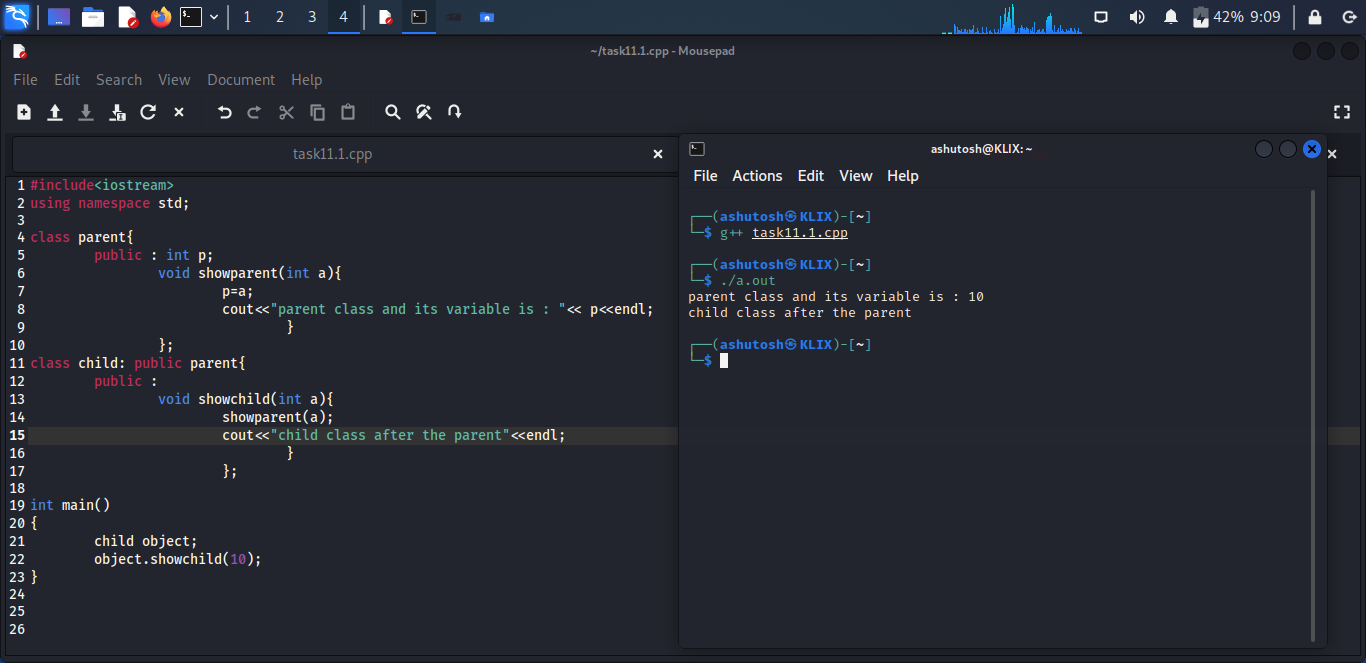 1 2 3 4 42% 9:09
~/task11.1.cpp - Mousepad
File Edit Search View Document Help
task11.1.cpp
1 #include<iostream>
2 using namespace std;
3
4 class parent{
5 public : int p;
6 void showparent(int a){
7 p=a;
8 cout<<"parent class and its variable is : "<< p<<endl;
9 }
10 };
11 class child: public parent{
12 public :
13 void showchild(int a){
14 showparent(a);
15 cout<<"child class after the parent"<<endl;
16 }
17 };
18
19 int main()
20 {
21 child object;
22 object.showchild(10);
23 }
24
25
26
ashutosh@KLIX: ~
File Actions Edit View Help
┌──(ashutosh㉿KLIX)-[~]
└─$ g++ task11.1.cpp
┌──(ashutosh㉿KLIX)-[~]
└─$ ./a.out
parent class and its variable is : 10
child class after the parent
┌──(ashutosh㉿KLIX)-[~]
└─$